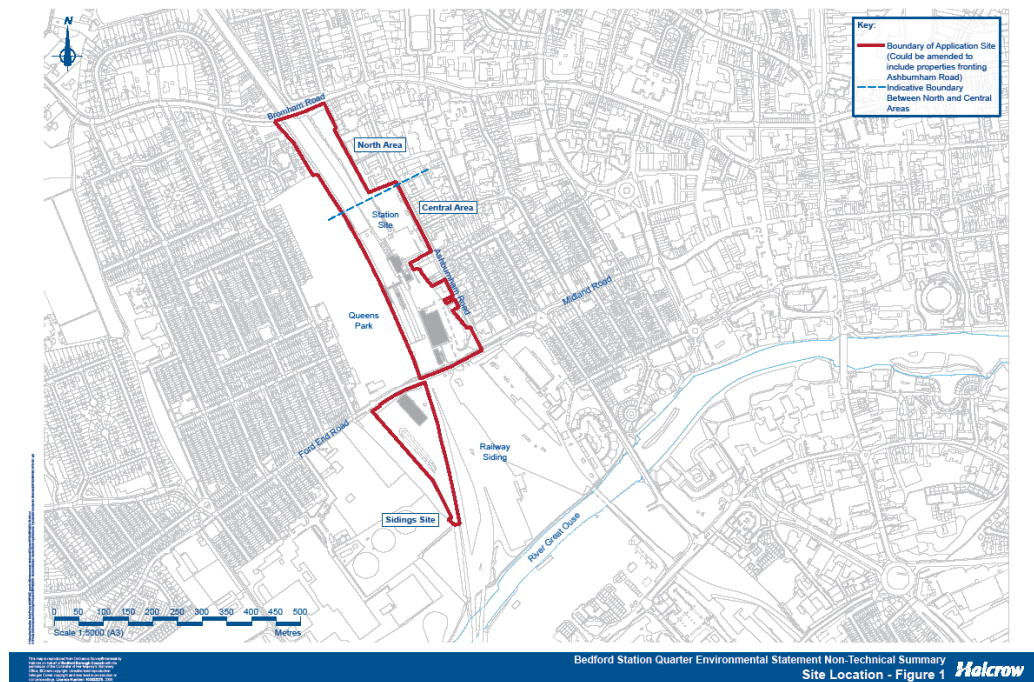 N
Key:
Boundary of Application Site
(Could be amended to
include properties fronting
Ashburnham Road)
Indicative Boundary
Between North and Central
Areas
Bromham Road
North Area
Central Area
Station
Site
Ashburnham Road
Midland Road
Queens
Park
Ford End Road
Railway
Siding
Sidings Site
River Great Ouse
0 50 100 150 200 250 300 350 400 450 500
Scale 1:5000 (A3) Metres
Bedford Station Quarter Environmental Statement Non-Technical Summary
Site Location - Figure 1
Halcrow